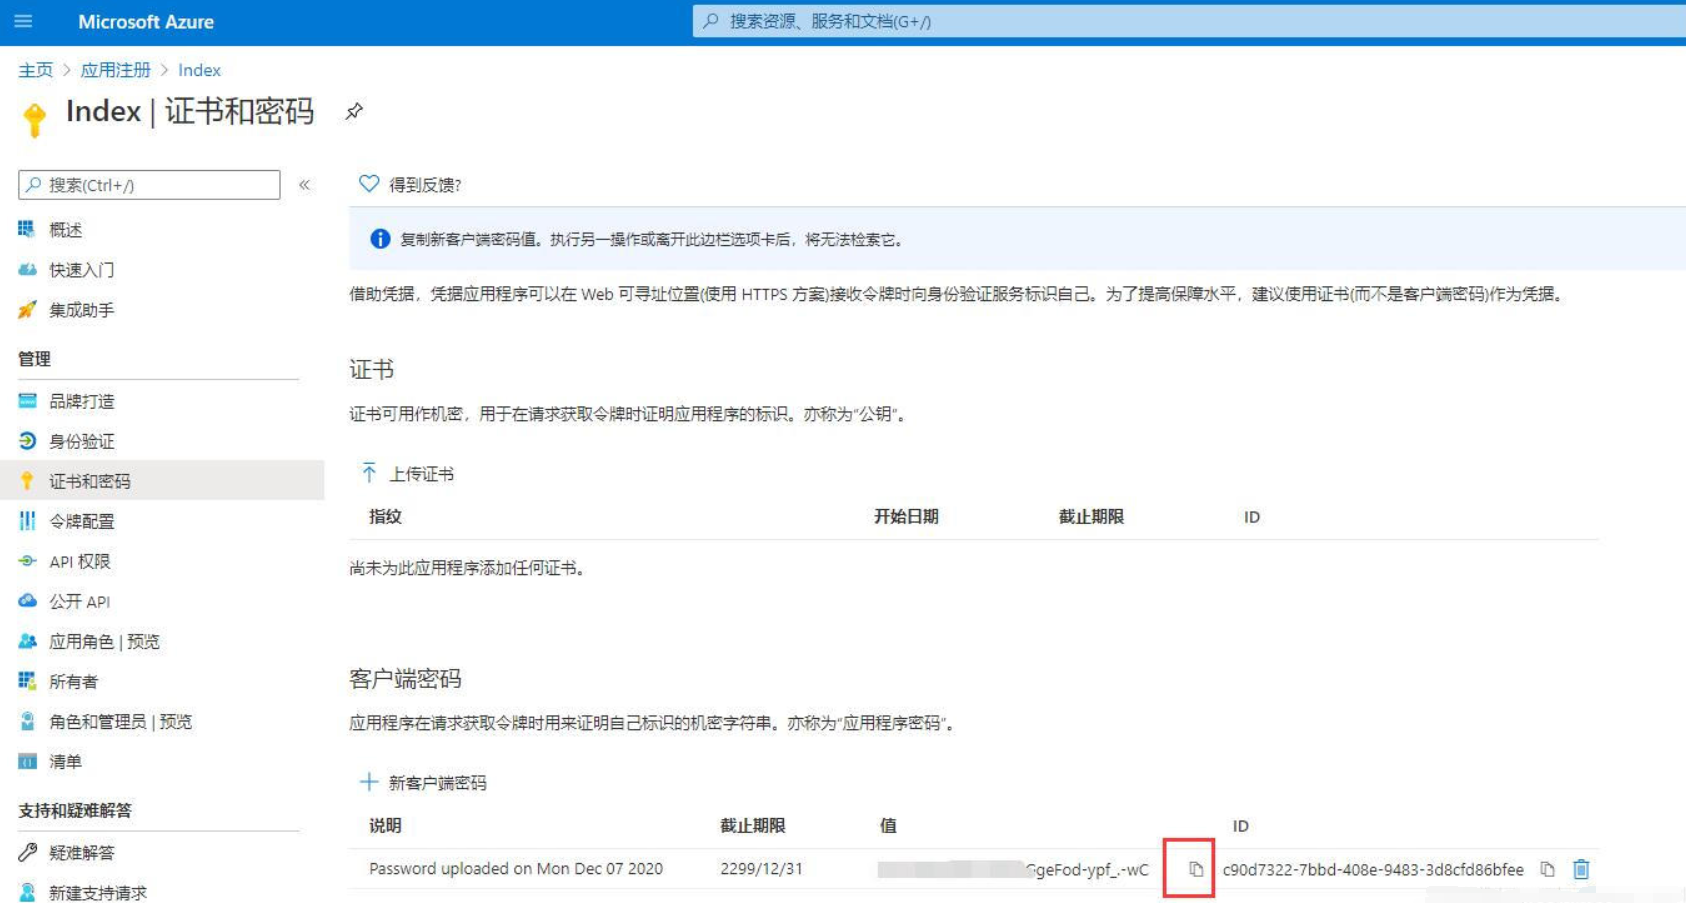 Microsoft Azure
搜索资源、服务和文档(G+/)
主页 > 应用注册 > Index
Index | 证书和密码
搜索(Ctrl+/)
«
得到反馈?
概述
复制新客户端密码值。执行另一操作或离开此边栏选项卡后，将无法检索它。
快速入门
借助凭据，凭据应用程序可以在 Web 可寻址位置(使用 HTTPS 方案)接收令牌时向身份验证服务标识自己。为了提高保障水平，建议使用证书(而不是客户端密码)作为凭据。
集成助手
管理
证书
品牌打造
证书可用作机密，用于在请求获取令牌时证明应用程序的标识。亦称为“公钥”。
身份验证
上传证书
证书和密码
指纹 开始日期 截止期限 ID
令牌配置
API 权限
尚未为此应用程序添加任何证书。
公开 API
应用角色 | 预览
所有者
客户端密码
角色和管理员 | 预览
应用程序在请求获取令牌时用来证明自己标识的机密字符串。亦称为“应用程序密码”。
清单
新客户端密码
支持和疑难解答
说明 截止期限 值 ID
疑难解答
Password uploaded on Mon Dec 07 2020 2299/12/31 geFod-ypf_.-wC c90d7322-7bbd-408e-9483-3d8cfd86bfee
新建支持请求